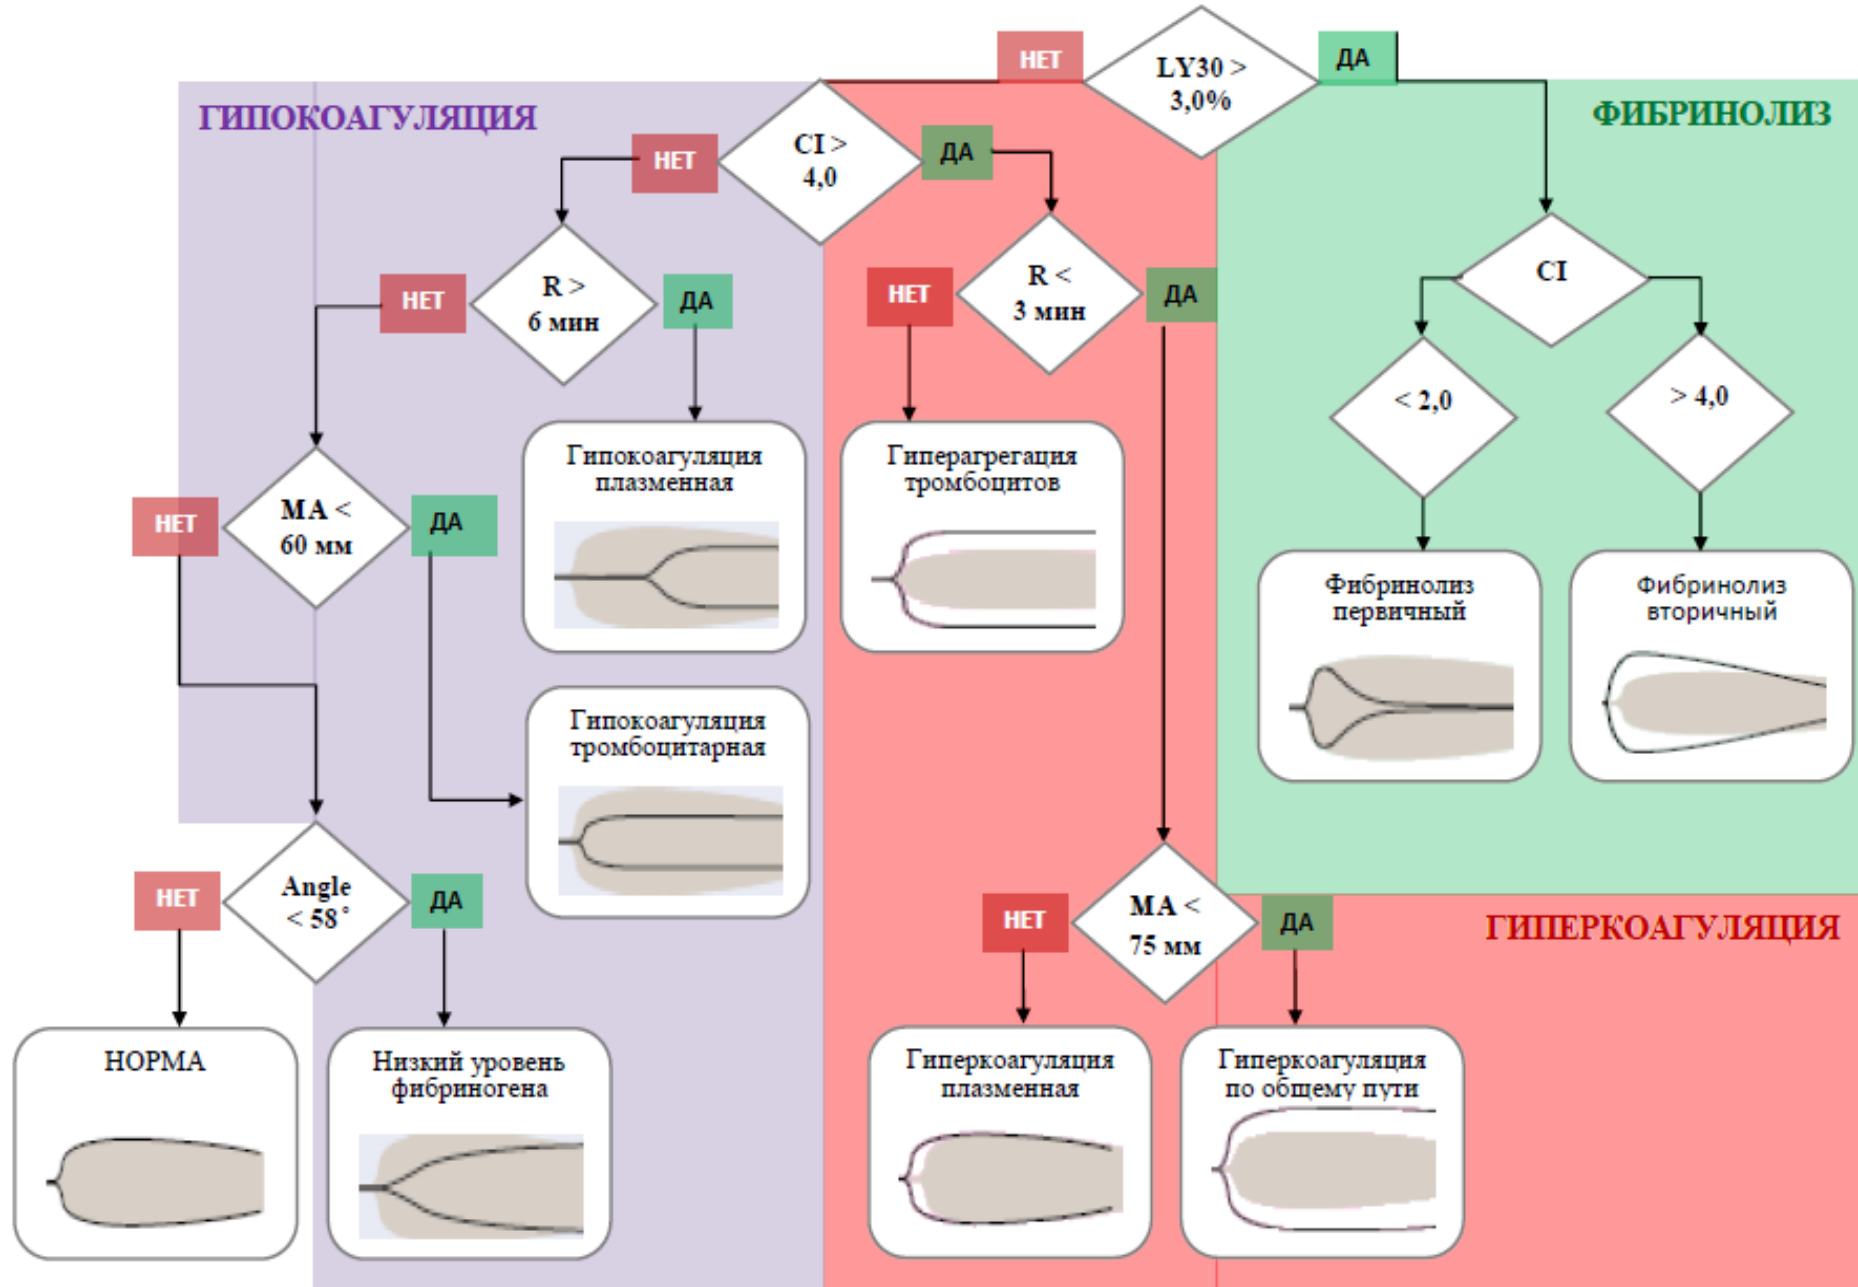 НЕТ
LY30 >
3,0%
ДА
ГИПОКОАГУЛЯЦИЯ
ФИБРИНОЛИЗ
НЕТ
CI >
4,0
ДА
НЕТ
R >
6 мин
ДА
НЕТ
R <
3 мин
ДА
CI
< 2,0
> 4,0
НЕТ
MA <
60 мм
ДА
Гипокоагуляция
плазменная
Гиперагрегация
тромбоцитов
Фибринолиз
первичный
Фибринолиз
вторичный
Гипокоагуляция
тромбоцитарная
НЕТ
Angle
< 58˚
ДА
НЕТ
MA <
75 мм
ДА
ГИПЕРКОАГУЛЯЦИЯ
НОРМА
Низкий уровень
фибриногена
Гиперкоагуляция
плазменная
Гиперкоагуляция
по общему пути